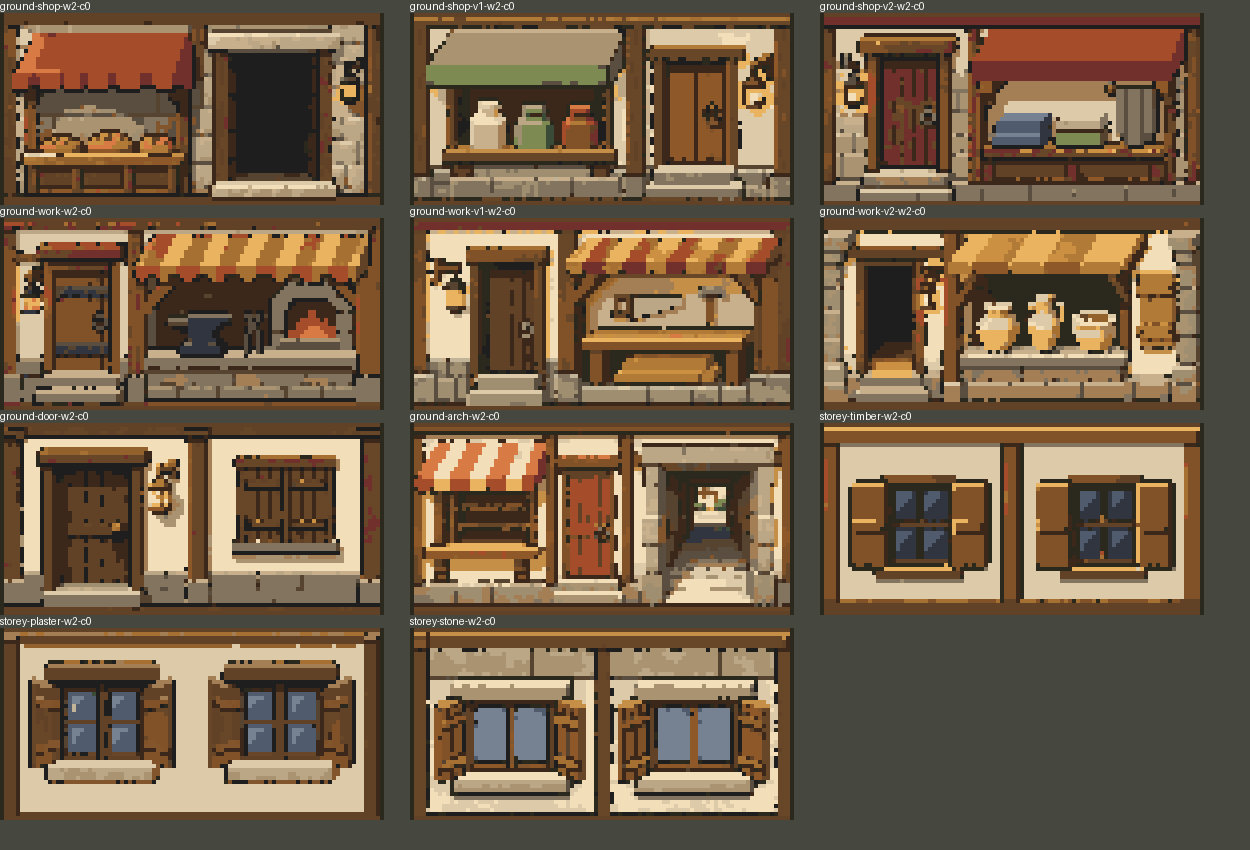 ground-shop-w2-c0
ground-shop-v1-w2-c0
ground-shop-v2-w2-c0
ground-work-w2-c0
ground-work-v1-w2-c0
ground-work-v2-w2-c0
ground-door-w2-c0
ground-arch-w2-c0
storey-timber-w2-c0
storey-plaster-w2-c0
storey-stone-w2-c0